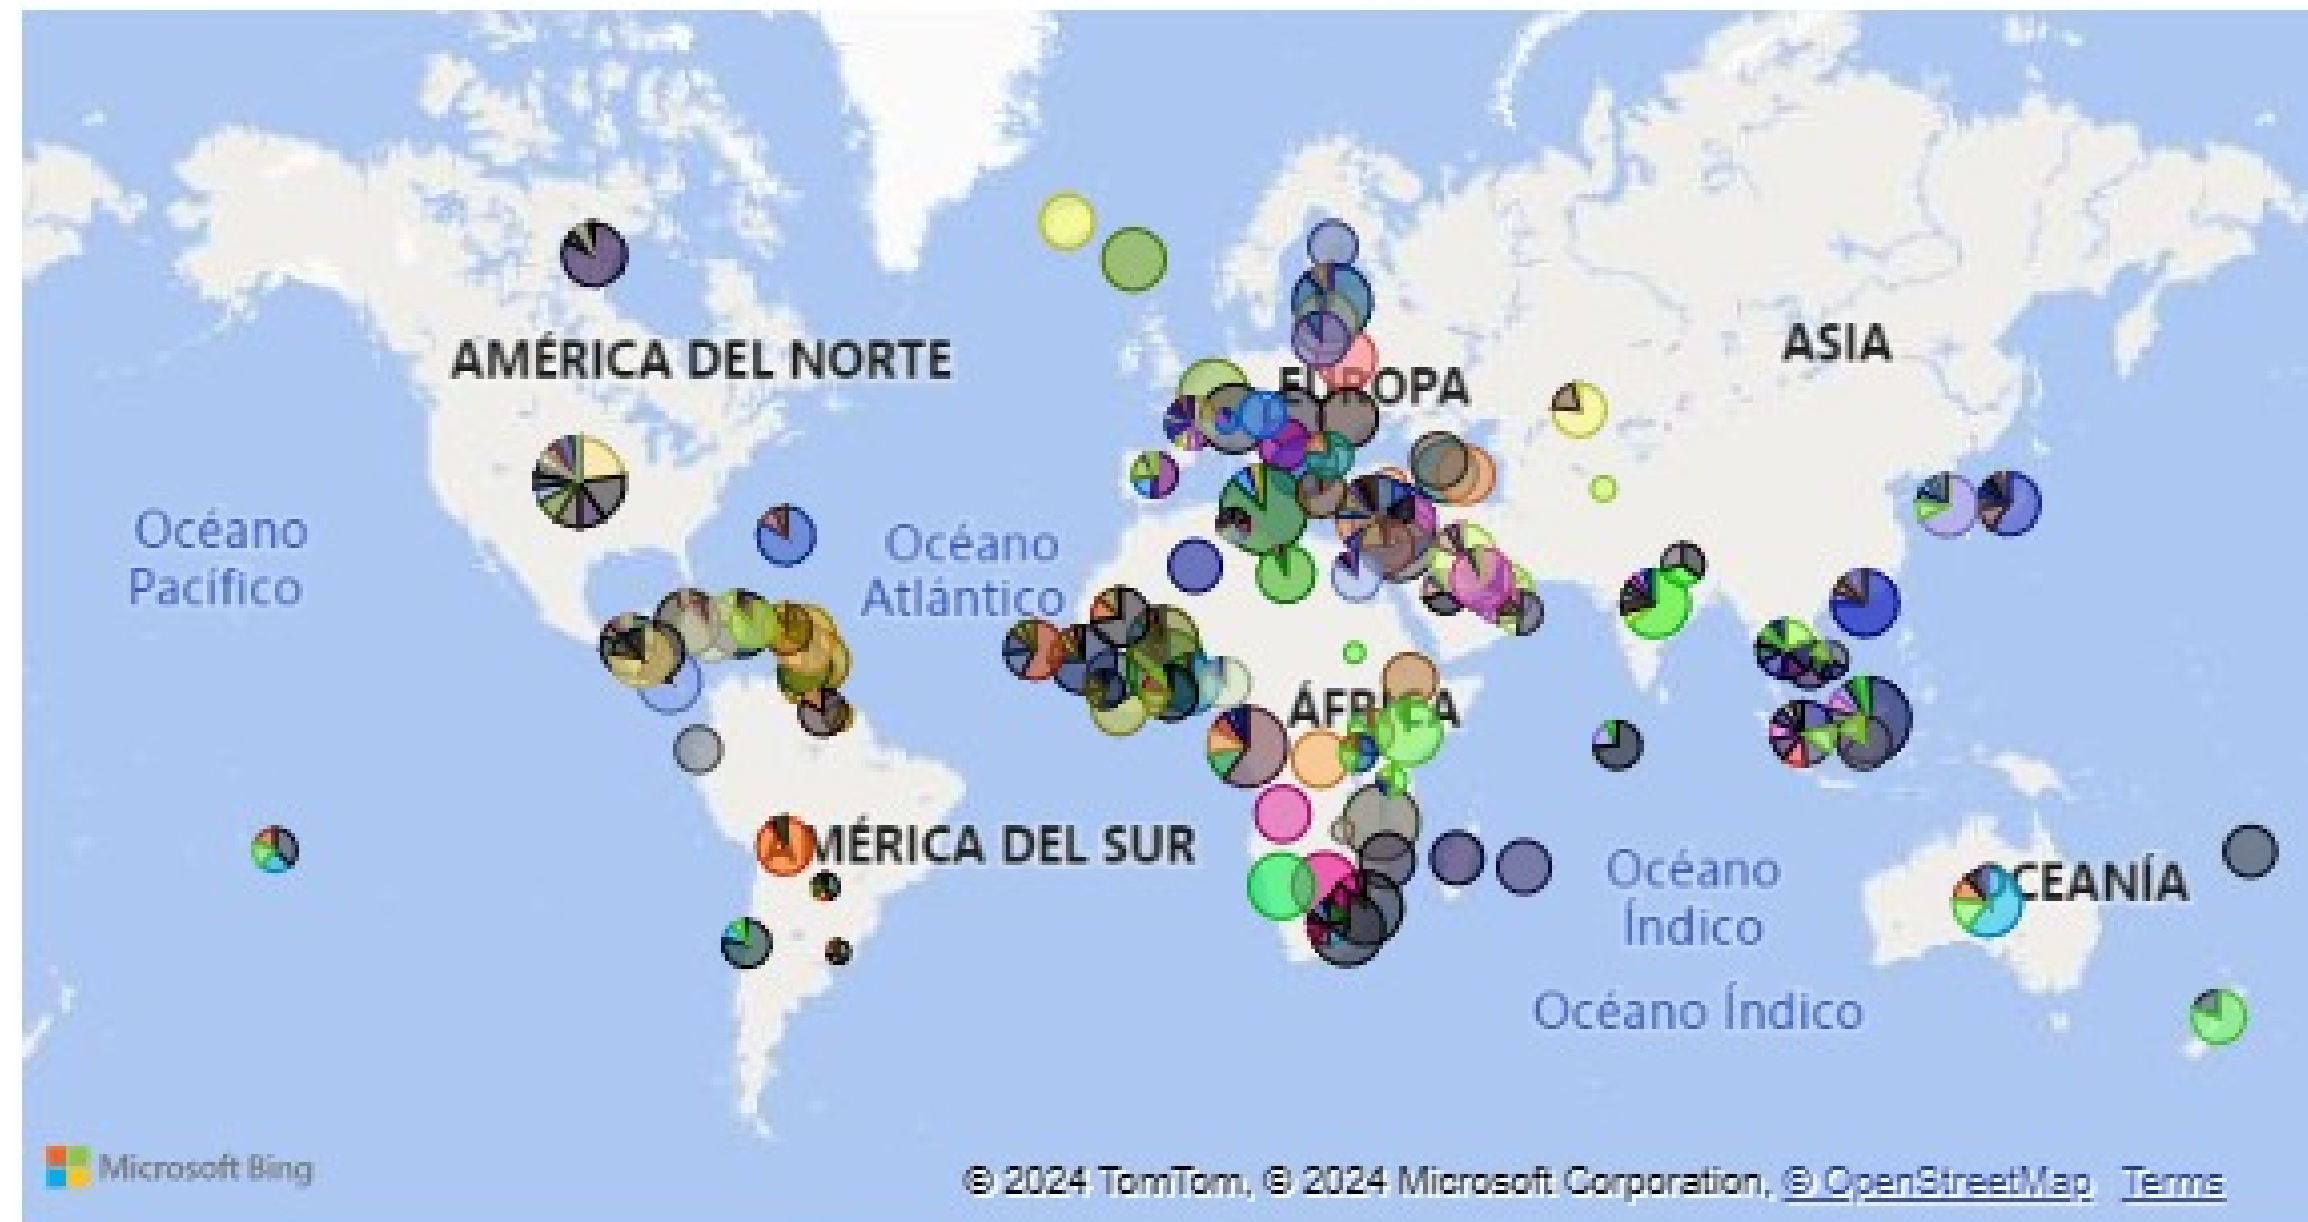 AMÉRICA DEL NORTE
ASIA
EUROPA
Océano
Pacífico
Océano
Atlántico
ÁFRICA
AMÉRICA DEL SUR
Océano
Índico
OCEANÍA
Océano Índico
Microsoft Bing
© 2024 TomTom, © 2024 Microsoft Corporation, © OpenStreetMap Terms